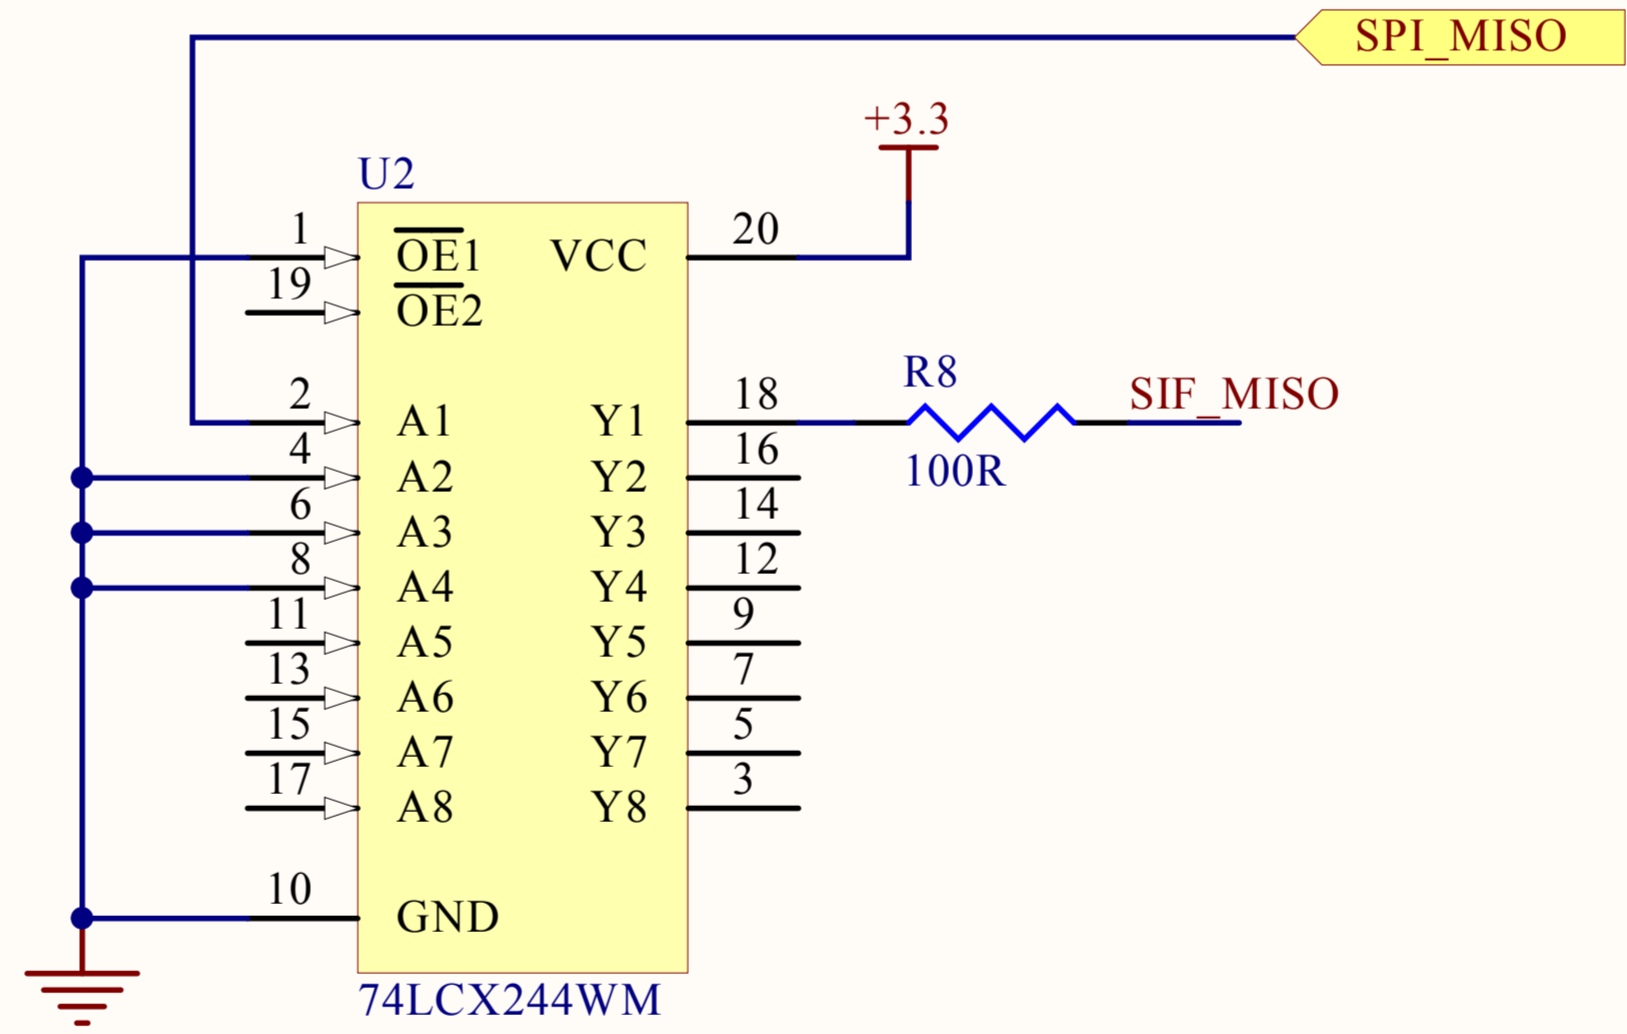 SPI_MISO
+3.3
U2
1 OE1 VCC 20
19 OE2
R8
2 A1 Y1 18 SIF_MISO
4 A2 Y2 16 100R
6 A3 Y3 14
8 A4 Y4 12
11 A5 Y5 9
13 A6 Y6 7
15 A7 Y7 5
17 A8 Y8 3
10 GND
74LCX244WM